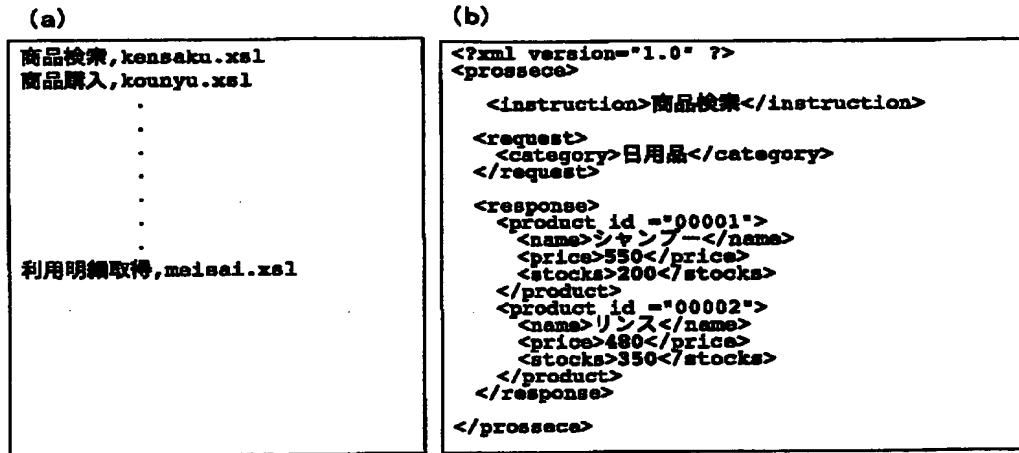 (a)
商品検索,kensaku.xsl
商品購入,kounyu.xsl
.
.
.
.
.
.
.
利用明細取得,meisai.xsl
(b)
<?xml version="1.0" ?>
<prossece>
<instruction>商品検索</instruction>
<request>
<category>日用品</category>
</request>
<response>
<product id ="00001">
<name>シャンプー</name>
<price>550</price>
<stocks>200</stocks>
</product>
<product id ="00002">
<name>リンス</name>
<price>480</price>
<stocks>350</stocks>
</product>
</response>
</prossece>